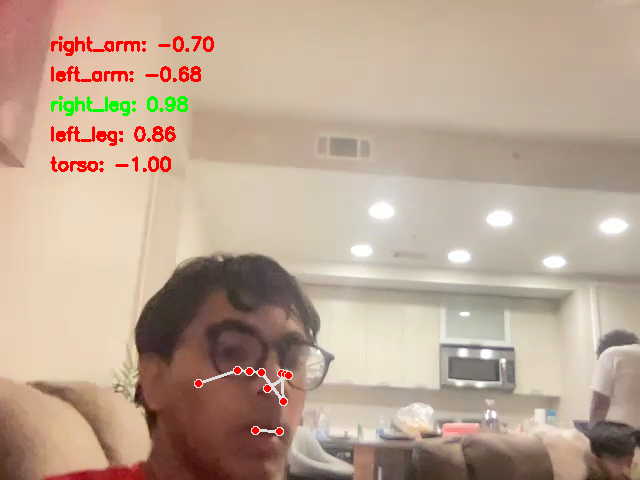 right_arm: -0.70
left_arm: -0.68
right_leg: 0.98
left_leg: 0.86
torso: -1.00